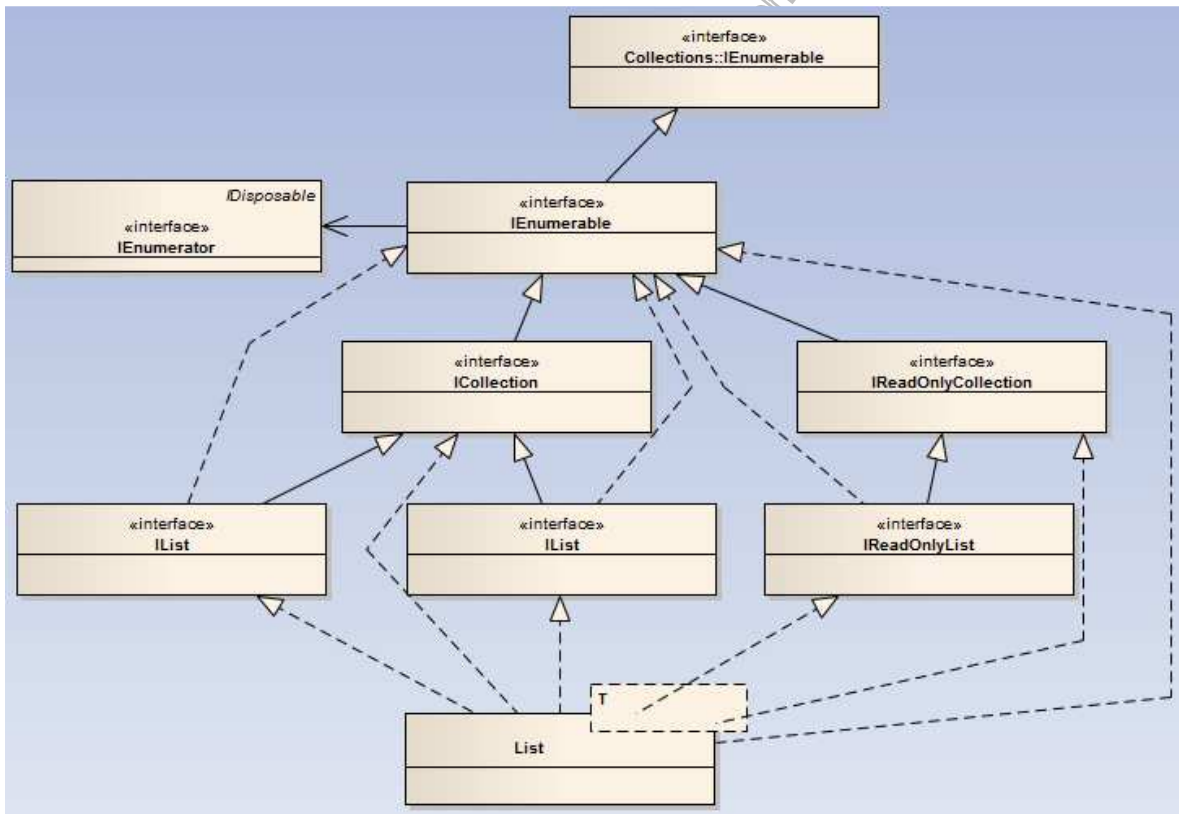 «interface»
Collections::IEnumerable
IDisposable
«interface»
IEnumerator
«interface»
IEnumerable
«interface»
ICollection
«interface»
IReadOnlyCollection
«interface»
IList
«interface»
IList
«interface»
IReadOnlyList
T
List